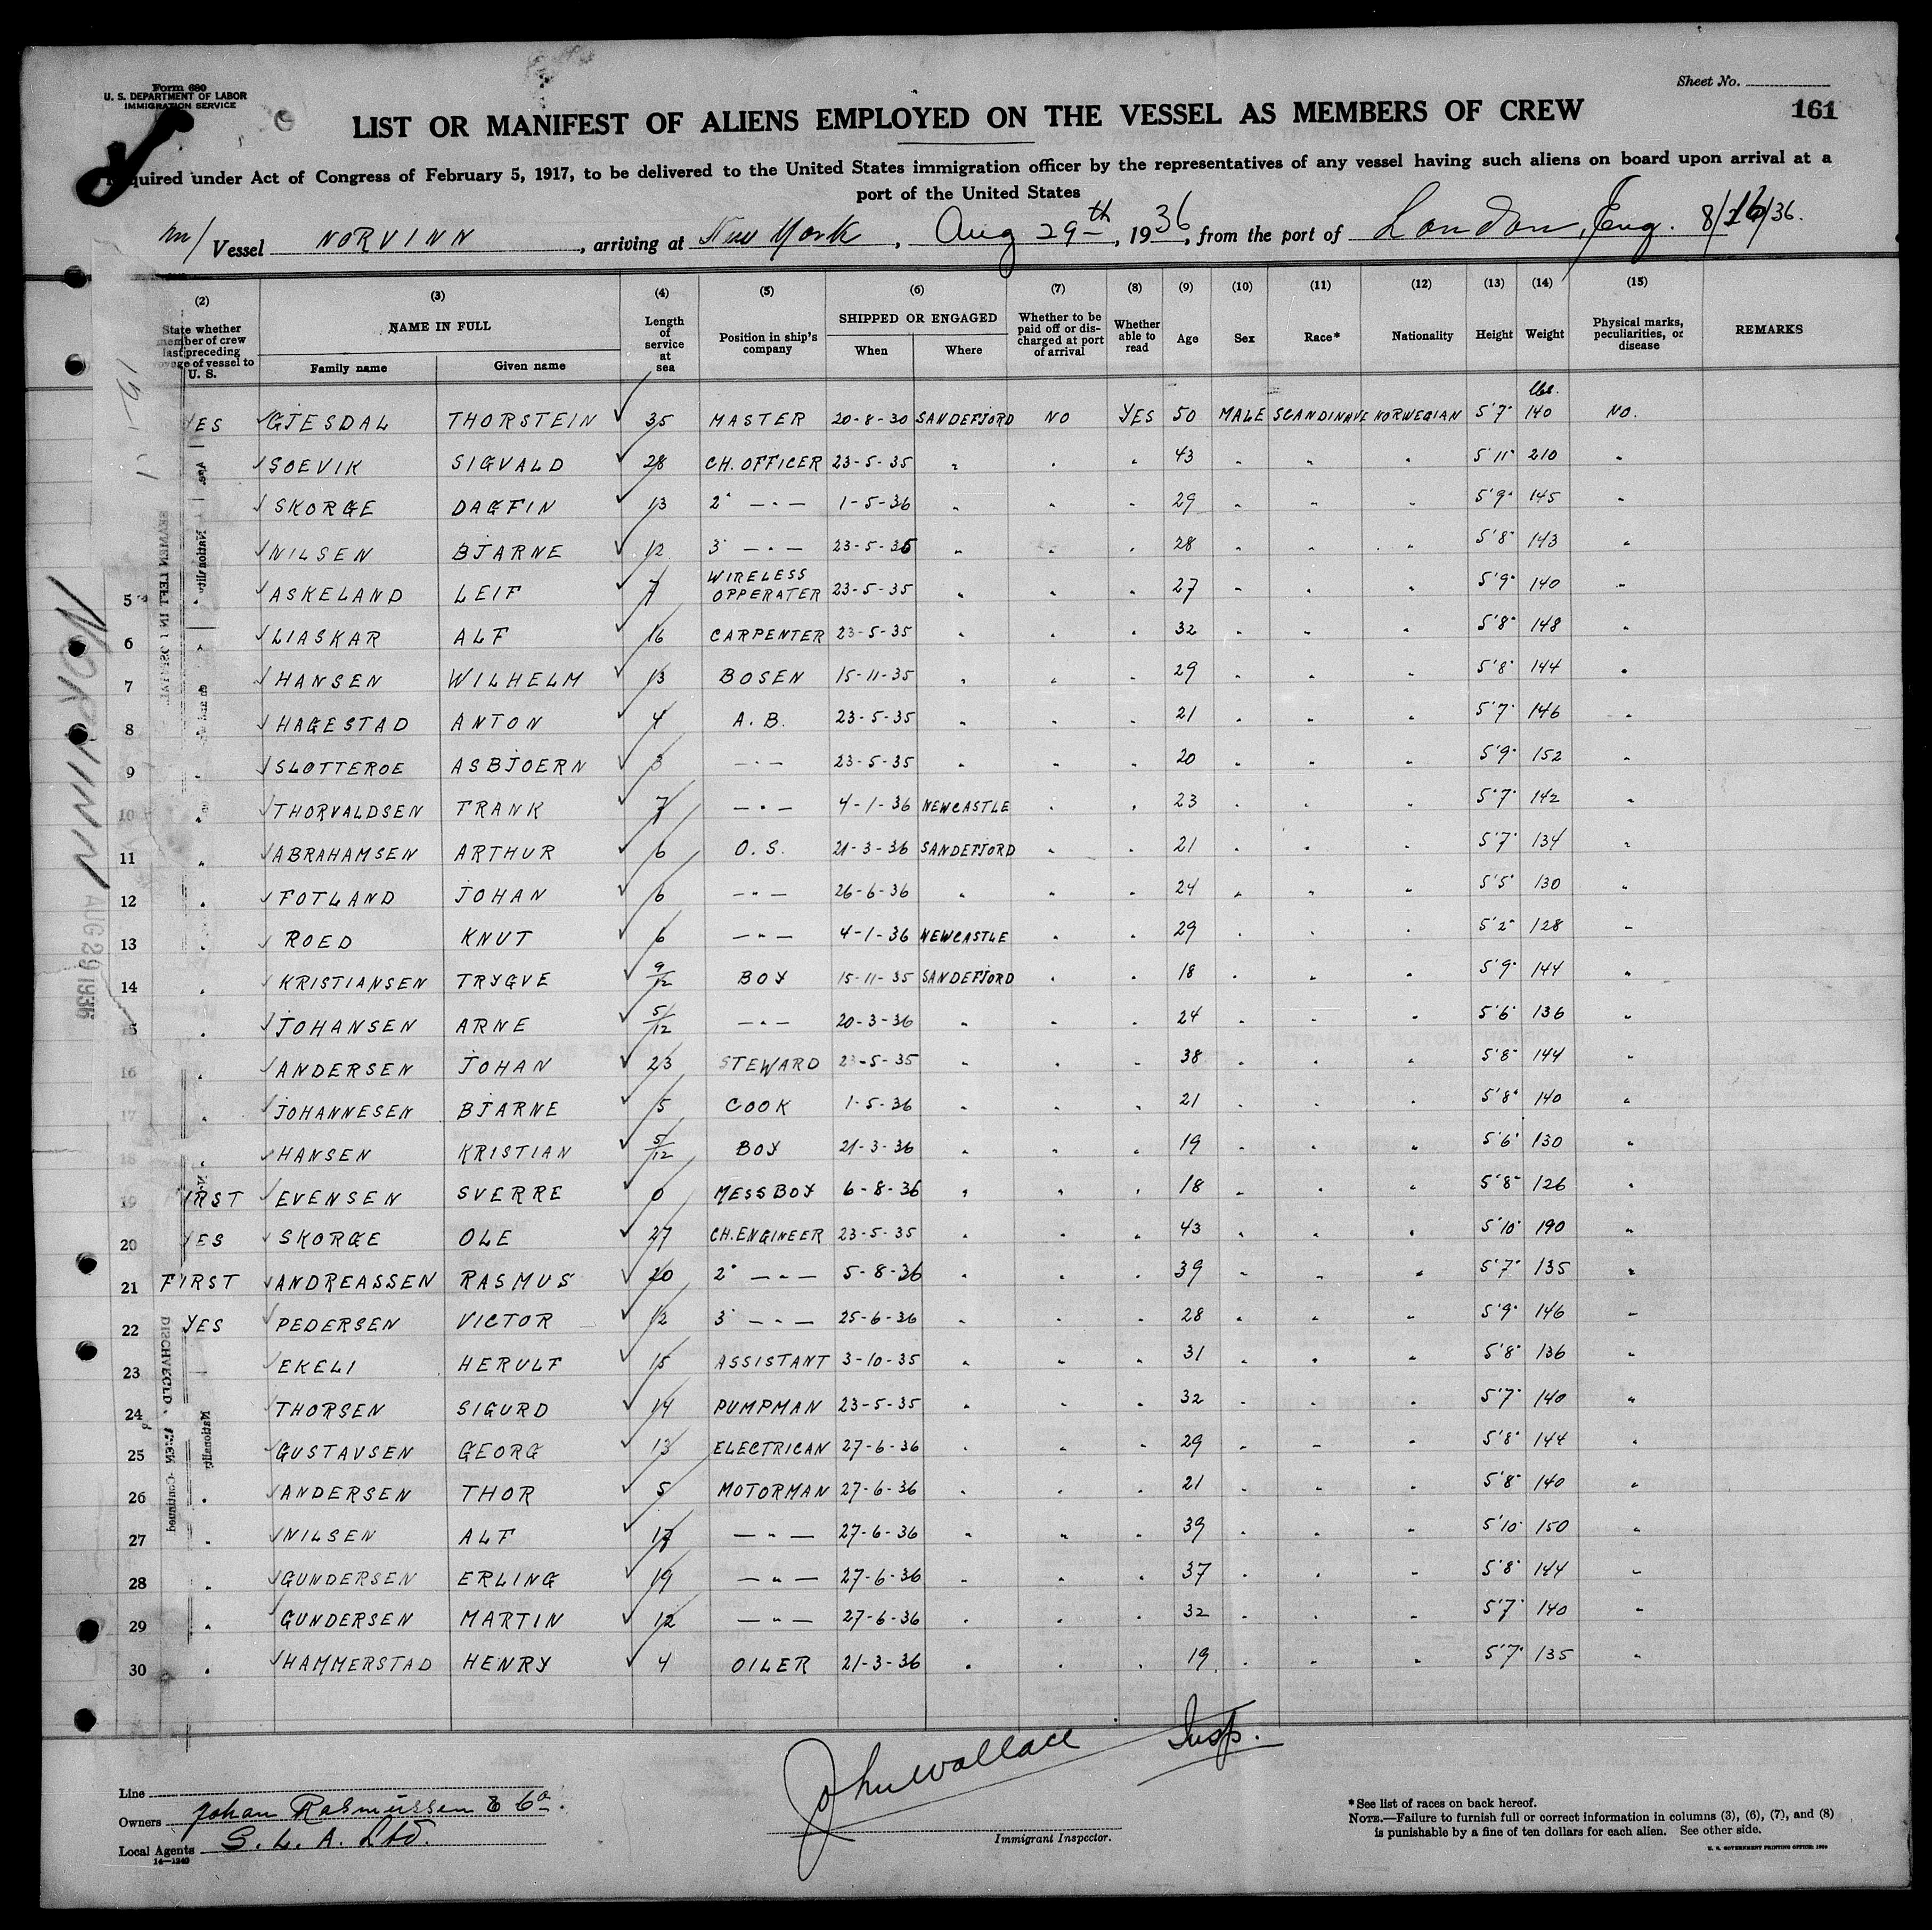 Form 680
U. S. DEPARTMENT OF LABOR
IMMIGRATION SERVICE
Sheet No.
161
LIST OR MANIFEST OF ALIENS EMPLOYED ON THE VESSEL AS MEMBERS OF CREW
Required under Act of Congress of February 5, 1917, to be delivered to the United States immigration officer by the representatives of any vessel having such aliens on board upon arrival at a
port of the United States
m/ Vessel NORVINN, arriving at New York, Aug 29th, 1936, from the port of London, Eng. 8/16/36.
(2) (3) (4) (5) (6) (7) (8) (9) (10) (11) (12) (13) (14) (15)
State whether member of crew last preceding voyage of vessel to U. S. NAME IN FULL Family name Given name Length of service at sea Position in ship's company SHIPPED OR ENGAGED When Where Whether to be paid off or discharged at port of arrival Whether able to read Age Sex Race* Nationality Height Weight Physical marks, peculiarities, or disease REMARKS
lbs.
YES GJESDAL THORSTEIN 35 MASTER 20-8-30 SANDEFJORD NO YES 50 MALE SCANDINAVE NORWEGIAN 5'7" 140 NO.
SOEVIK SIGVALD 28 CH. OFFICER 23-5-35 " " " 43 " " " 5'11" 210 "
SKORGE DAGFIN 13 2" — " — 1-5-36 " " " 29 " " " 5'9" 145 "
NILSEN BJARNE 12 3" — " — 23-5-35 " " " 28 " " " 5'8" 143 "
5 " ASKELAND LEIF 7 WIRELESS OPPERATER 23-5-35 " " " 27 " " " 5'9" 140 "
6 " LIASKAR ALF 16 CARPENTER 23-5-35 " " " 32 " " " 5'8" 148 "
7 HANSEN WILHELM 13 BOSEN 15-11-35 " " " 29 " " " 5'8" 144 "
8 HAGESTAD ANTON 4 A.B. 23-5-35 " " " 21 " " " 5'7" 146 "
9 " SLOTTEROE ASBJOERN 3 — " — 23-5-35 " " " 20 " " " 5'9" 152 "
10 " THORVALDSEN FRANK 7 — " — 4-1-36 NEWCASTLE " " 23 " " " 5'7" 142 "
11 " ABRAHAMSEN ARTHUR 6 O.S. 21-3-36 SANDEFJORD " " 21 " " " 5'7" 134 "
12 " FOTLAND JOHAN 6 — " — 26-6-36 " " " 24 " " " 5'5" 130 "
13 " ROED KNUT 6 — " — 4-1-36 NEWCASTLE " " 29 " " " 5'2" 128 "
14 " KRISTIANSEN TRYGVE 9/12 BOY 15-11-35 SANDEFJORD " " 18 " " " 5'9" 144 "
15 " JOHANSEN ARNE 5/12 — " — 20-3-36 " " " 24 " " " 5'6" 136 "
16 " ANDERSEN JOHAN 23 STEWARD 23-5-35 " " " 38 " " " 5'8" 144 "
17 " JOHANNESEN BJARNE 5 COOK 1-5-36 " " " 21 " " " 5'8" 140 "
18 " HANSEN KRISTIAN 5/12 BOY 21-3-36 " " " 19 " " " 5'6" 130 "
19 FIRST EVENSEN SVERRE 0 MESSBOY 6-8-36 " " " 18 " " " 5'8" 126 "
20 YES SKORGE OLE 27 CH. ENGINEER 23-5-35 " " " 43 " " " 5'10" 190 "
21 FIRST ANDREASSEN RASMUS 20 2" — " — 5-8-36 " " " 39 " " " 5'7" 135 "
22 YES PEDERSEN VICTOR 12 3" — " — 25-6-36 " " " 28 " " " 5'9" 146 "
23 EKELI HERULF 15 ASSISTANT 3-10-35 " " " 31 " " " 5'8" 136 "
24 THORSEN SIGURD 14 PUMPMAN 23-5-35 " " " 32 " " " 5'7" 140 "
25 GUSTAVSEN GEORG 13 ELECTRICAN 27-6-36 " " " 29 " " " 5'8" 144 "
26 " ANDERSEN THOR 5 MOTORMAN 27-6-36 " " " 21 " " " 5'8" 140 "
27 " NILSEN ALF 17 — " — 27-6-36 " " " 39 " " " 5'10" 150 "
28 " GUNDERSEN ERLING 19 — " — 27-6-36 " " " 37 " " " 5'8" 144 "
29 " GUNDERSEN MARTIN 12 — " — 27-6-36 " " " 32 " " " 5'7" 140 "
30 " HAMMERSTAD HENRY 4 OILER 21-3-36 " " " 19 " " " 5'7" 135 "
NORVINN
AUG 29 1936
John Wallace Insp.
Immigrant Inspector.
Line
Owners Johan Rasmussen & Co.
Local Agents S. L. A. Ltd.
14—1240
*See list of races on back hereof.
NOTE.—Failure to furnish full or correct information in columns (3), (6), (7), and (8)
is punishable by a fine of ten dollars for each alien. See other side.